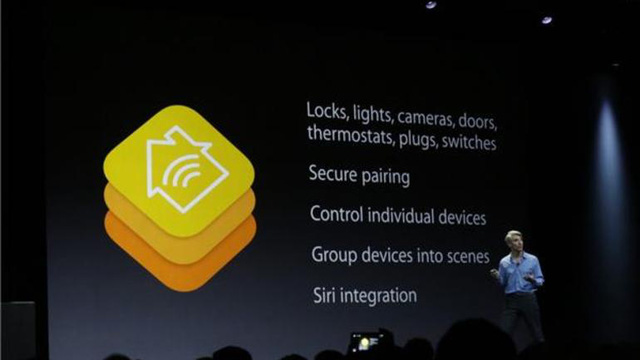 Locks, lights, cameras, doors,
thermostats, plugs, switches
Secure pairing
Control individual devices
Group devices into scenes
Siri integration